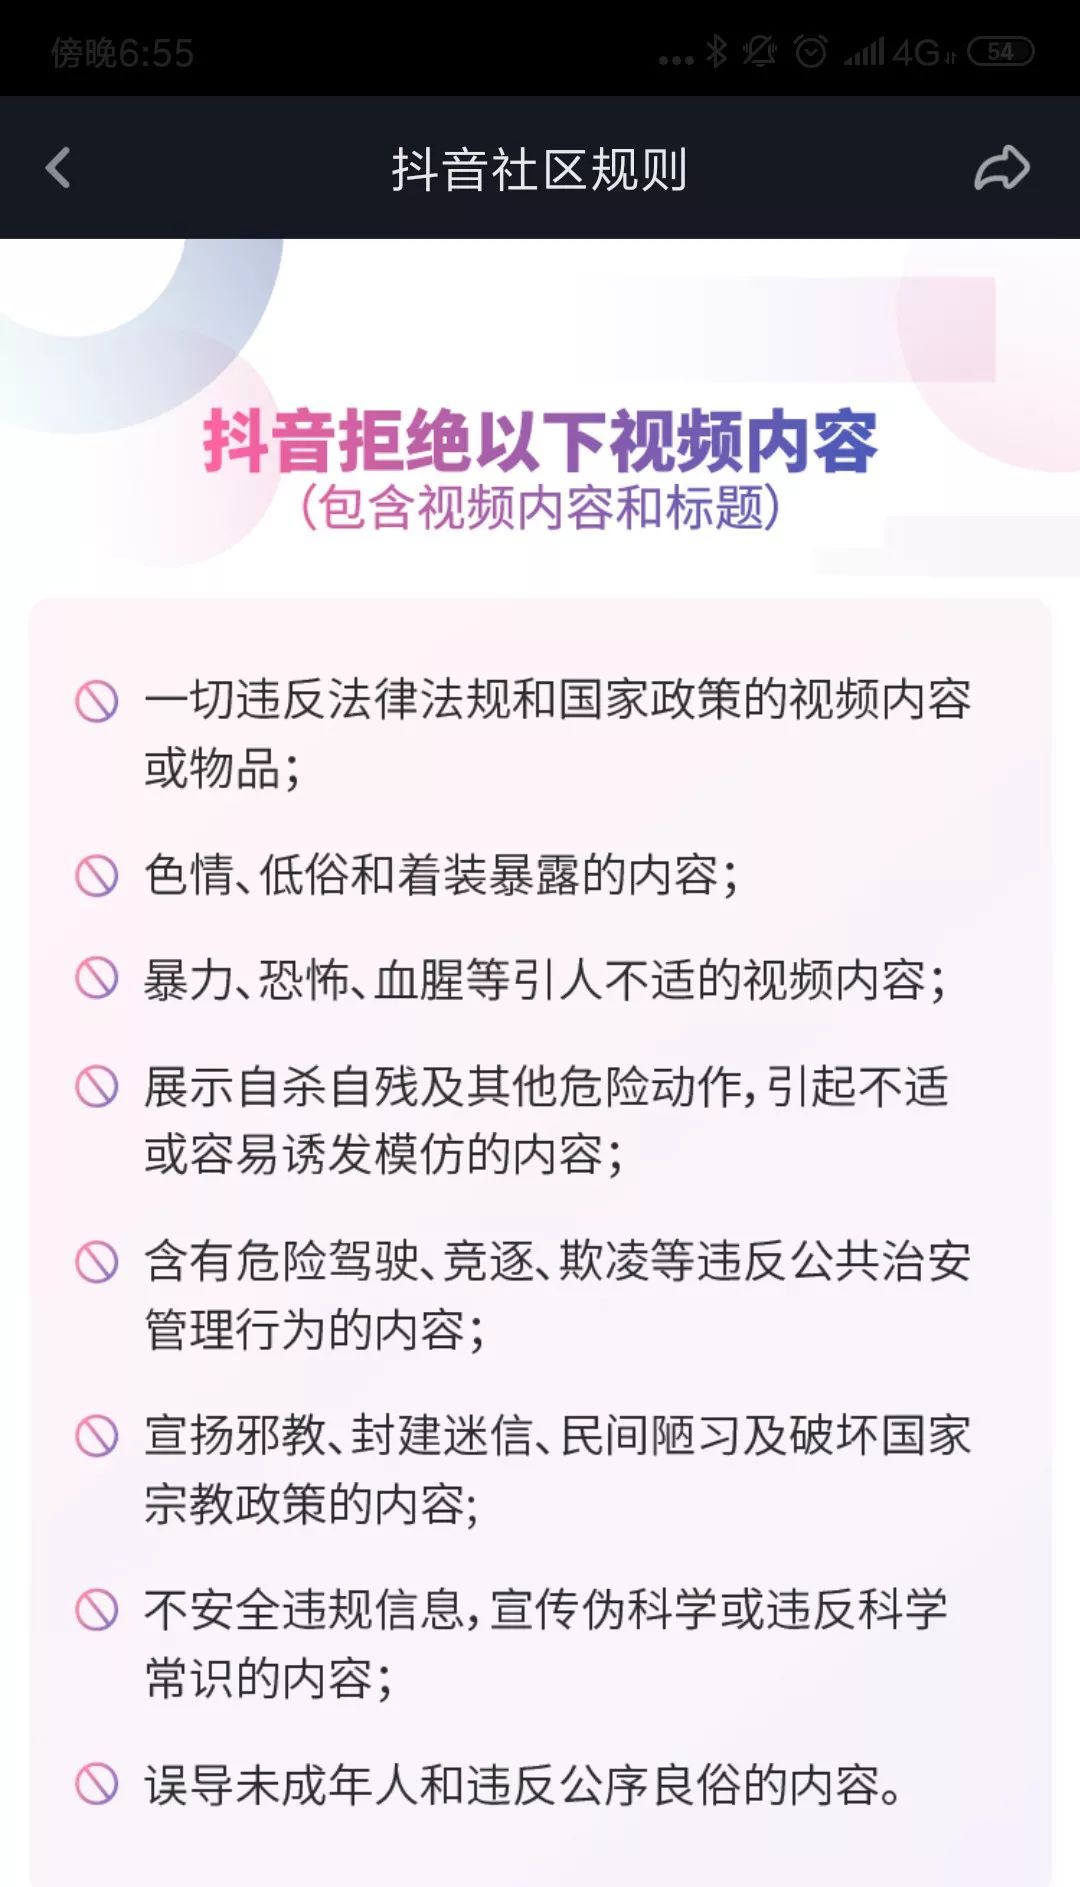 傍晚6:55
4G
54
抖音社区规则
抖音拒绝以下视频内容
（包含视频内容和标题）
一切违反法律法规和国家政策的视频内容
或物品；
色情、低俗和着装暴露的内容；
暴力、恐怖、血腥等引人不适的视频内容；
展示自杀自残及其他危险动作，引起不适
或容易诱发模仿的内容；
含有危险驾驶、竞逐、欺凌等违反公共治安
管理行为的内容；
宣扬邪教、封建迷信、民间陋习及破坏国家
宗教政策的内容;
不安全违规信息，宣传伪科学或违反科学
常识的内容；
误导未成年人和违反公序良俗的内容。